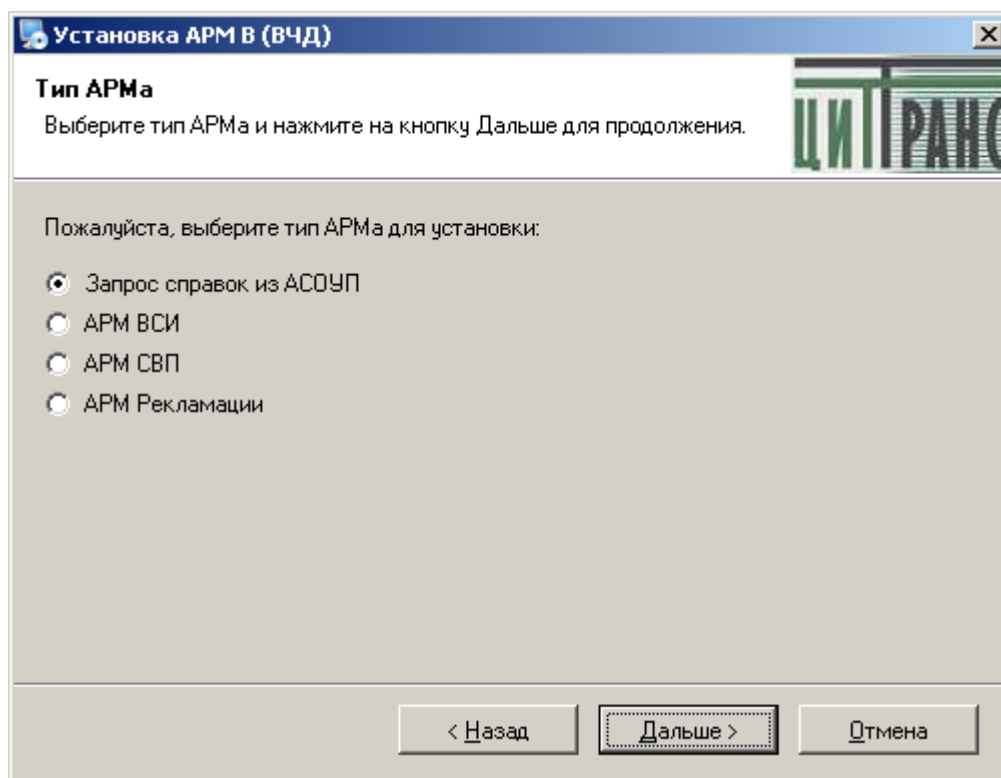 Установка АРМ В (ВЧД)
Тип АРМа
Выберите тип АРМа и нажмите на кнопку Дальше для продолжения.
ЦИТТРАНС
Пожалуйста, выберите тип АРМа для установки:
Запрос справок из АСОУП
АРМ ВСИ
АРМ СВП
АРМ Рекламации
< Назад
Дальше >
Отмена